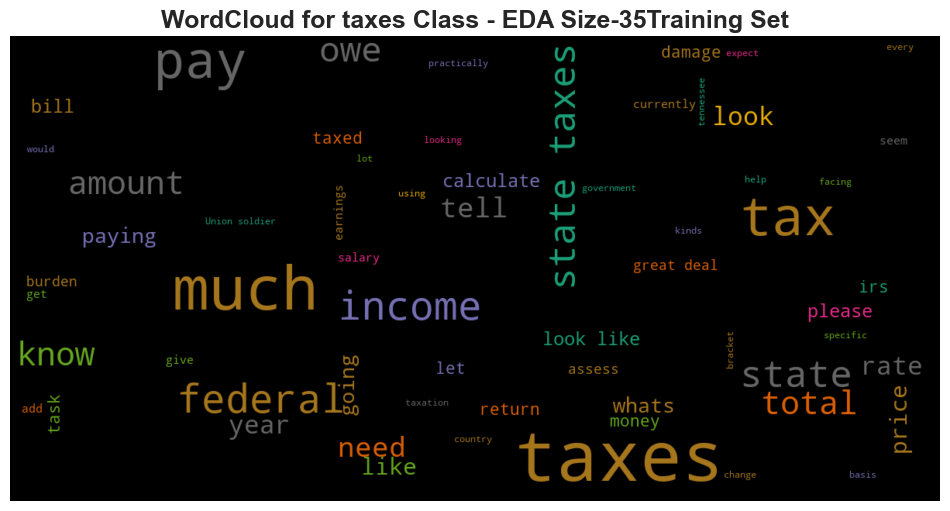 WordCloud for taxes Class - EDA Size-35Training Set
pay
owe
practically
state taxes
damage
expect
every
bill
currently
tennessee
look
would
taxed
looking
lot
seem
amount
earnings
using
calculate
government
help
facing
tell
Union soldier
tax
paying
kinds
salary
great deal
burden
get
much
income
irs
please
look like
specific
know
give
going
let
assess
bracket
state
rate
add
task
federal
year
taxation
return
whats
money
total
price
need
like
country
taxes
change
basis